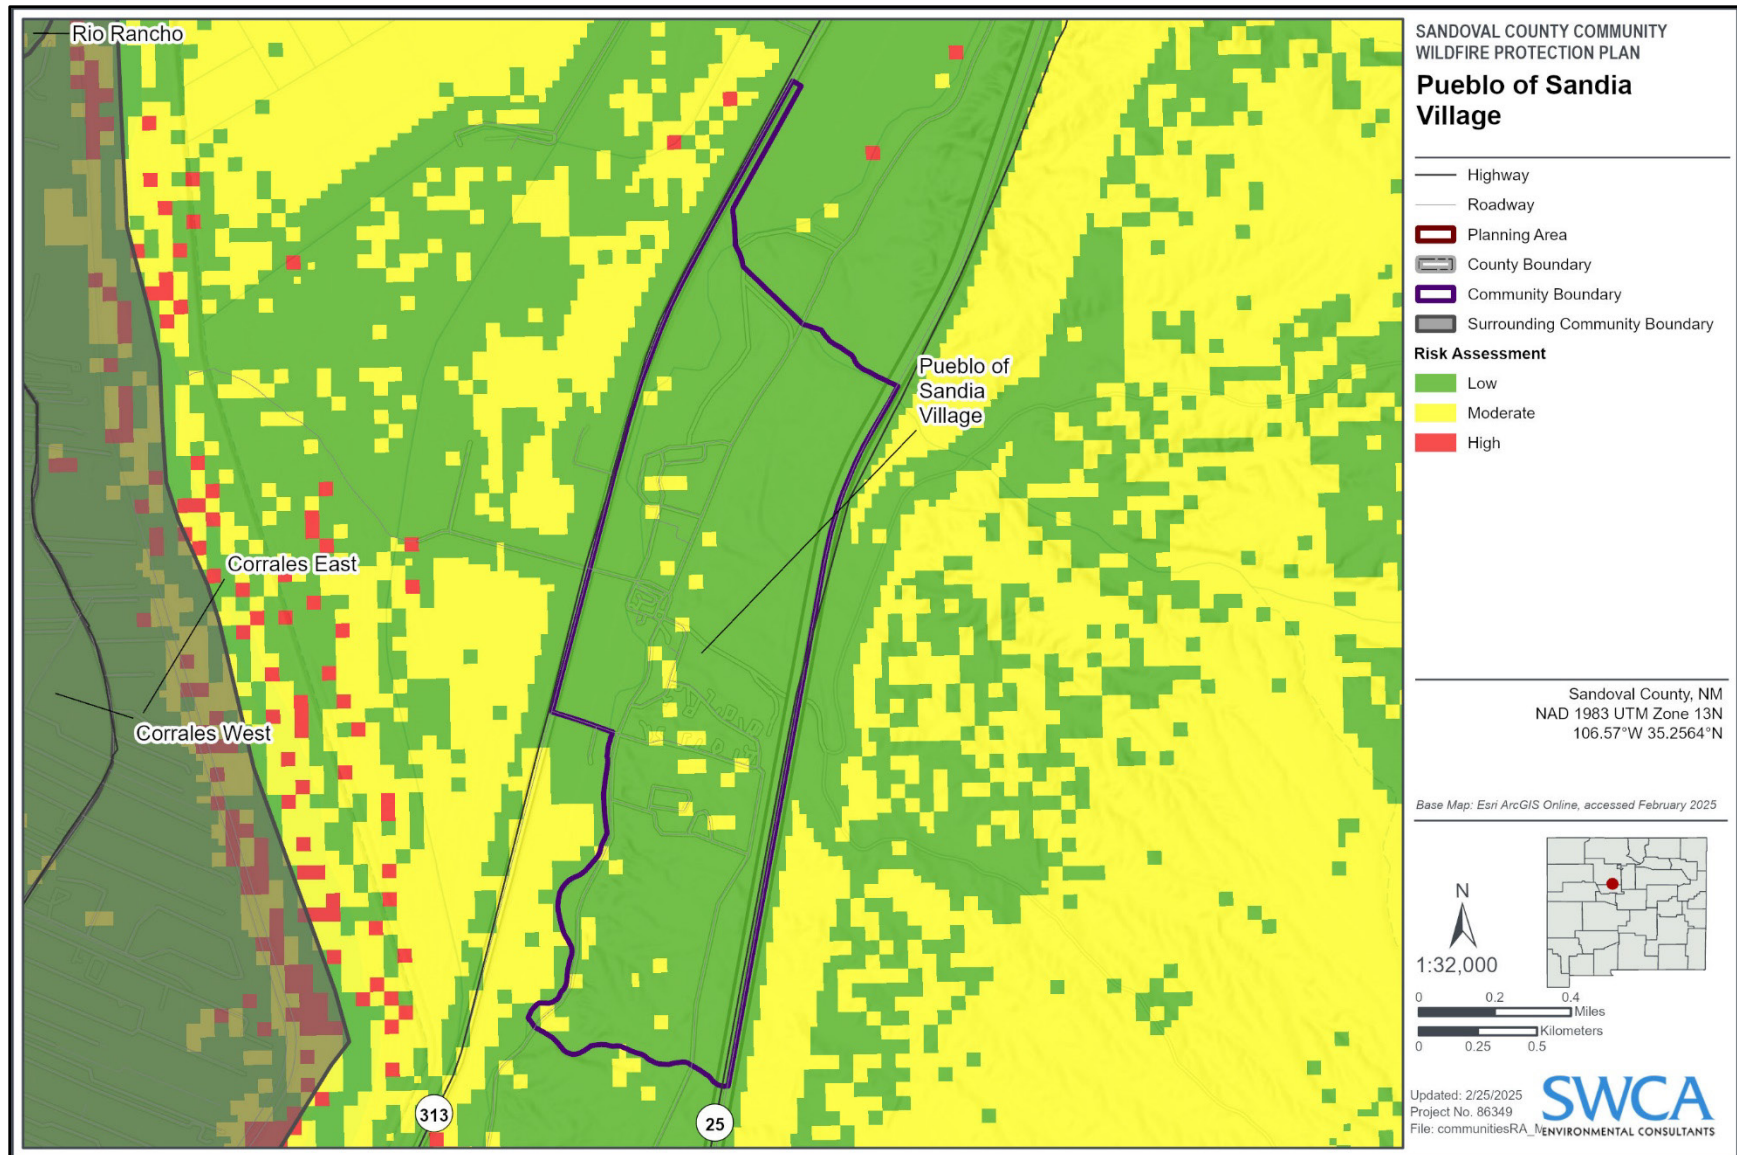 Rio Rancho
Pueblo of
Sandia
Village
Corrales East
Corrales West
313
25
SANDOVAL COUNTY COMMUNITY
WILDFIRE PROTECTION PLAN
Pueblo of Sandia
Village
Highway
Roadway
Planning Area
County Boundary
Community Boundary
Surrounding Community Boundary
Risk Assessment
Low
Moderate
High
Sandoval County, NM
NAD 1983 UTM Zone 13N
106.57°W 35.2564°N
Base Map: Esri ArcGIS Online, accessed February 2025
N
1:32,000
0 0.2 0.4
Miles
Kilometers
0 0.25 0.5
Updated: 2/25/2025
Project No. 86349
File: communitiesRA_M
SWCA
ENVIRONMENTAL CONSULTANTS